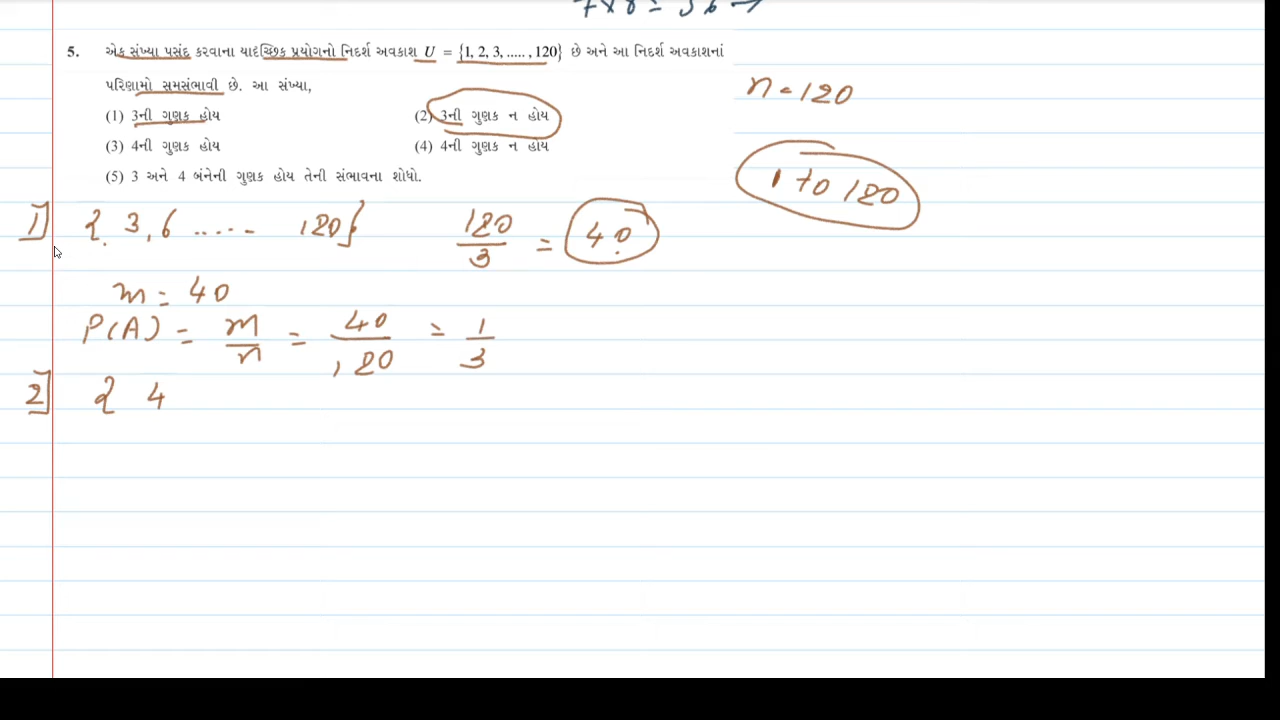 5. એક સંખ્યા પસંદ કરવાના યાદચ્છિક પ્રયોગનો નિદર્શ અવકાશ U = {1, 2, 3, ..... , 120} છે અને આ નિદર્શ અવકાશનાં
પરિણામો સમસંભાવી છે. આ સંખ્યા,
n = 120
(1) 3ની ગુણક હોય (2) 3ની ગુણક ન હોય
(3) 4ની ગુણક હોય (4) 4ની ગુણક ન હોય
(5) 3 અને 4 બંનેની ગુણક હોય તેની સંભાવના શોધો.
1 to 120
1] { 3, 6 ..... 120} 120/3 = 40
m = 40
P(A) = m/n = 40/120 = 1/3
2] { 4